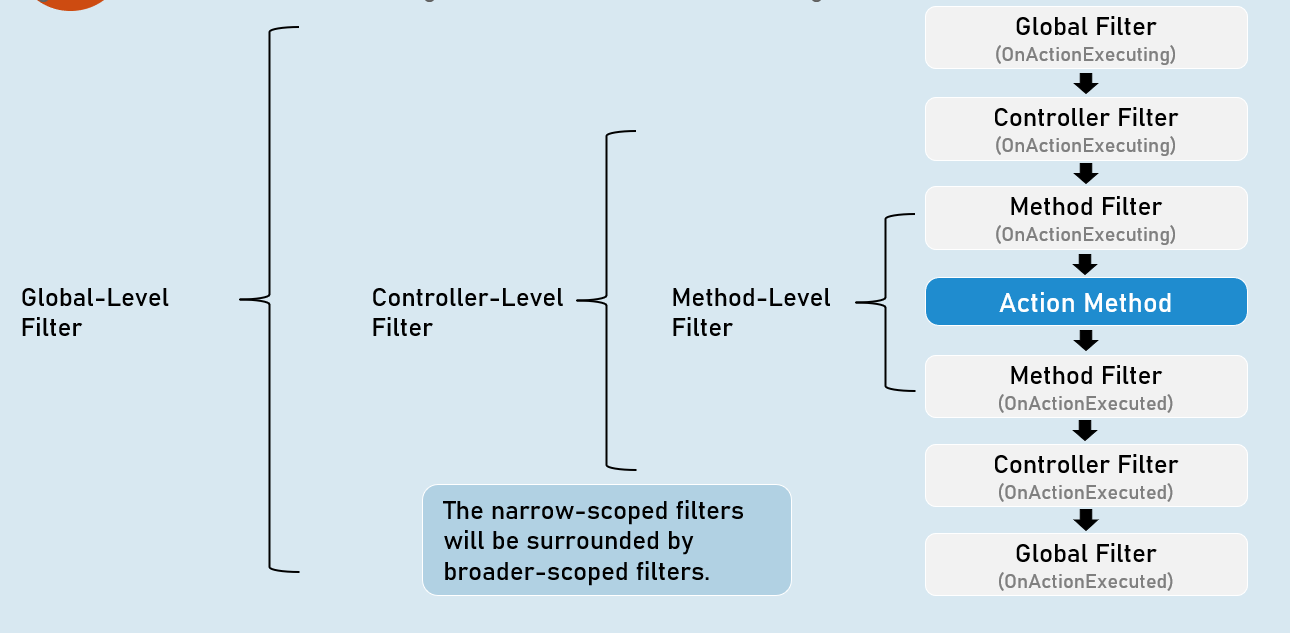 Global Filter
(OnActionExecuting)
Controller Filter
(OnActionExecuting)
Method Filter
(OnActionExecuting)
Global-Level
Filter
Controller-Level
Filter
Method-Level
Filter
Action Method
Method Filter
(OnActionExecuted)
Controller Filter
(OnActionExecuted)
The narrow-scoped filters
will be surrounded by
broader-scoped filters.
Global Filter
(OnActionExecuted)